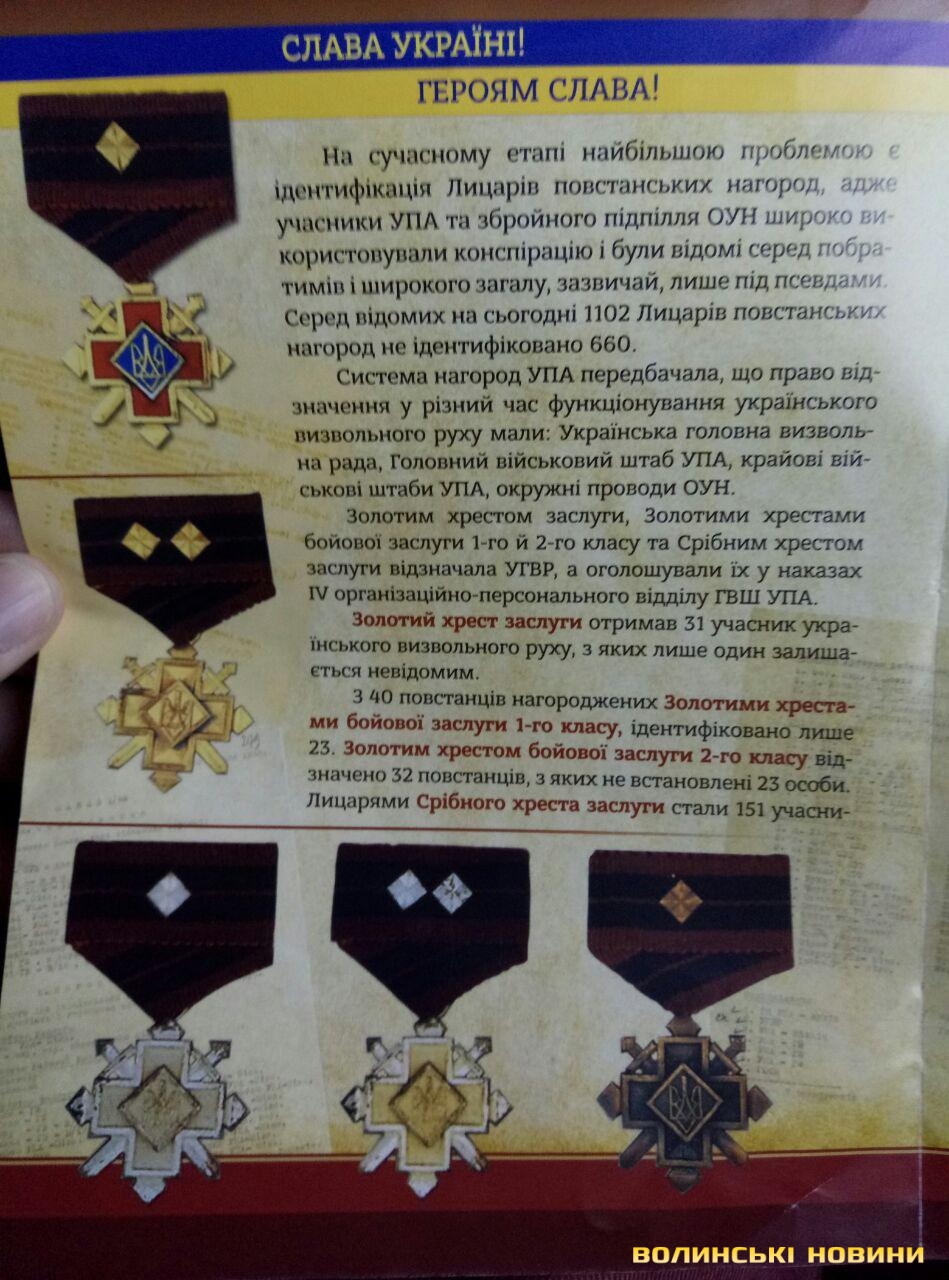 СЛАВА УКРАЇНІ!
ГЕРОЯМ СЛАВА!
На сучасному етапі найбільшою проблемою є
ідентифікація Лицарів повстанських нагород, адже
учасники УПА та збройного підпілля ОУН широко ви-
користовували конспірацію і були відомі серед побра-
тимів і широкого загалу, зазвичай, лише під псевдами.
Серед відомих на сьогодні 1102 Лицарів повстанських
нагород не ідентифіковано 660.
Система нагород УПА передбачала, що право від-
значення у різний час функціонування українського
визвольного руху мали: Українська головна визволь-
на рада, Головний військовий штаб УПА, крайові вій-
ськові штаби УПА, окружні проводи ОУН.
Золотим хрестом заслуги, Золотими хрестами
бойової заслуги 1-го й 2-го класу та Срібним хрестом
заслуги відзначала УГВР, а оголошували їх у наказах
IV організаційно-персонального відділу ГВШ УПА.
Золотий хрест заслуги отримав 31 учасник укра-
їнського визвольного руху, з яких лише один залиша-
ється невідомим.
З 40 повстанців нагороджених Золотими хреста-
ми бойової заслуги 1-го класу, ідентифіковано лише
23. Золотим хрестом бойової заслуги 2-го класу від-
значено 32 повстанців, з яких не встановлені 23 особи.
Лицарями Срібного хреста заслуги стали 151 учасни-
ВОЛИНСЬКІ НОВИНИ